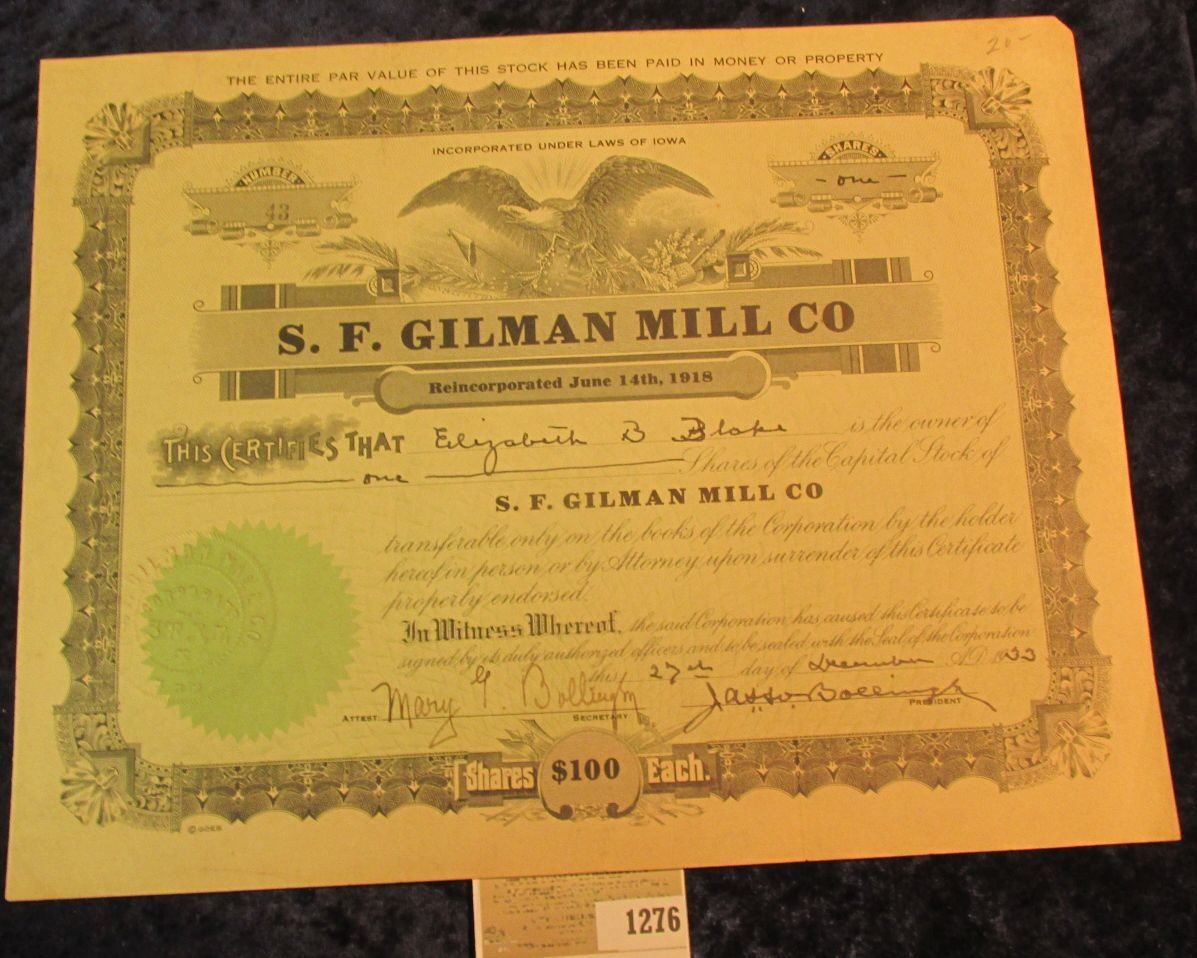 20-
THE ENTIRE PAR VALUE OF THIS STOCK HAS BEEN PAID IN MONEY OR PROPERTY
INCORPORATED UNDER LAWS OF IOWA
NUMBER
43
SHARES
- one -
S. F. GILMAN MILL CO
Reincorporated June 14th, 1918
THIS CERTIFIES THAT Elizabeth B Blake is the owner of
one Shares of the Capital Stock of
S. F. GILMAN MILL CO
transferable only on the books of the Corporation by the holder
hereof in person or by Attorney upon surrender of this Certificate
properly endorsed.
In Witness Whereof, the said Corporation has caused this Certificate to be
signed by its duly authorized officers and to be sealed with the Seal of the Corporation
this 27th day of December A.D. 1933
ATTEST: Mary SECRETARY PRESIDENT
Shares $100 Each.
© GOES
1276